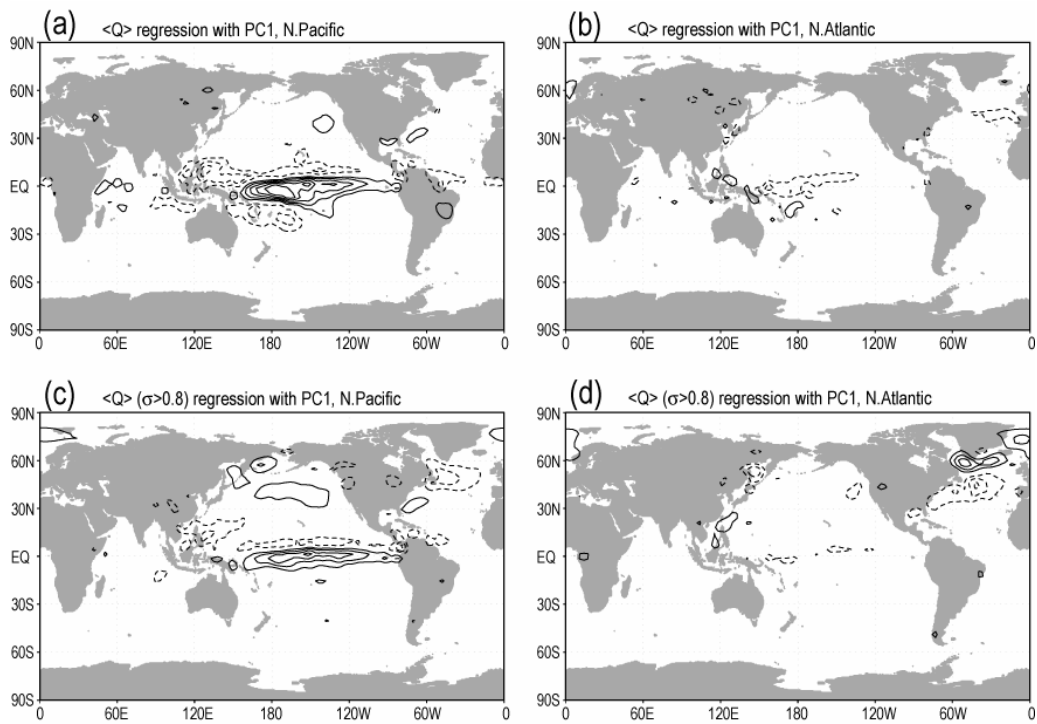 (a) <Q> regression with PC1, N.Pacific
90N
60N
30N
EQ
30S
60S
90S
0 60E 120E 180 120W 60W 0
(b) <Q> regression with PC1, N.Atlantic
90N
60N
30N
EQ
30S
60S
90S
0 60E 120E 180 120W 60W 0
(c) <Q> (σ>0.8) regression with PC1, N.Pacific
90N
60N
30N
EQ
30S
60S
90S
0 60E 120E 180 120W 60W 0
(d) <Q> (σ>0.8) regression with PC1, N.Atlantic
90N
60N
30N
EQ
30S
60S
90S
0 60E 120E 180 120W 60W 0